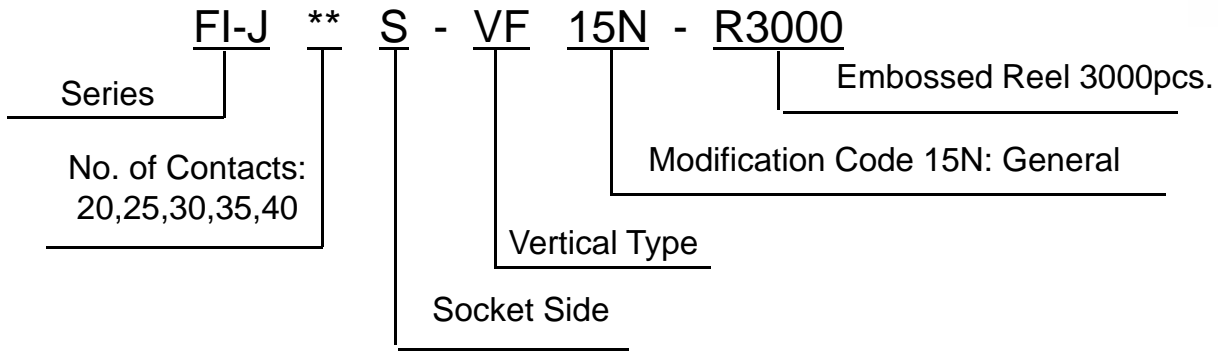 FI-J ** S - VF 15N - R3000
Embossed Reel 3000pcs.
Series
Modification Code 15N: General
No. of Contacts:
20,25,30,35,40
Vertical Type
Socket Side